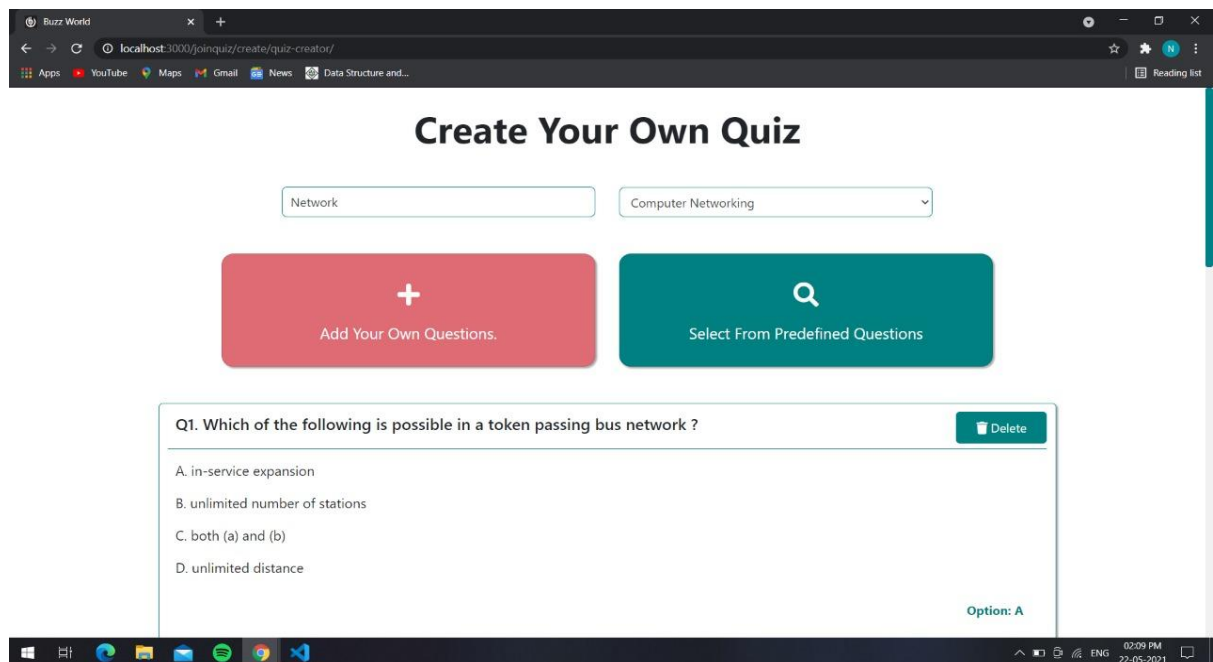 Buzz World
localhost:3000/joinquiz/create/quiz-creator/
N
Apps YouTube Maps Gmail News Data Structure and... Reading list
Create Your Own Quiz
Network Computer Networking
Add Your Own Questions. Select From Predefined Questions
Q1. Which of the following is possible in a token passing bus network ? Delete
A. in-service expansion
B. unlimited number of stations
C. both (a) and (b)
D. unlimited distance
Option: A
ENG 02:09 PM
22-05-2021